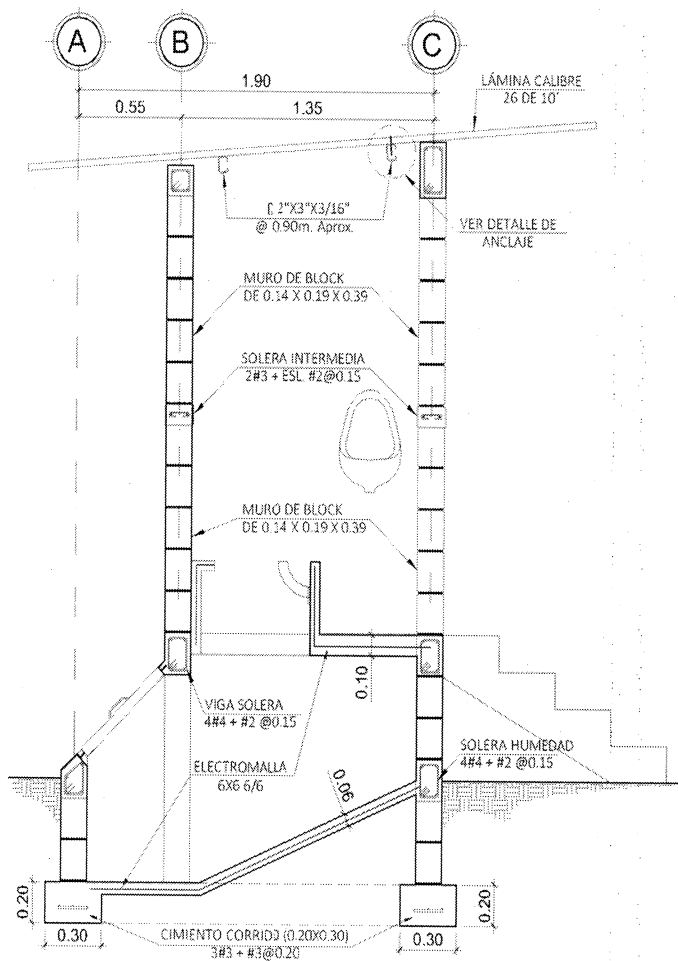 A
B
C
1.90
0.55
1.35
LÁMINA CALIBRE
26 DE 10'
2"X3"X3/16"
@ 0.90m. Aprox.
VER DETALLE DE
ANCLAJE
MURO DE BLOCK
DE 0.14 X 0.19 X 0.39
SOLERA INTERMEDIA
2#3 + ESL. #2@0.15
MURO DE BLOCK
DE 0.14 X 0.19 X 0.39
0.10
VIGA SOLERA
4#4 + #2 @0.15
SOLERA HUMEDAD
4#4 + #2 @0.15
ELECTROMALLA
6X6 6/6
0.06
0.20
0.20
0.30
CIMIENTO CORRIDO (0.20X0.30)
3#3 + #3@0.20
0.30